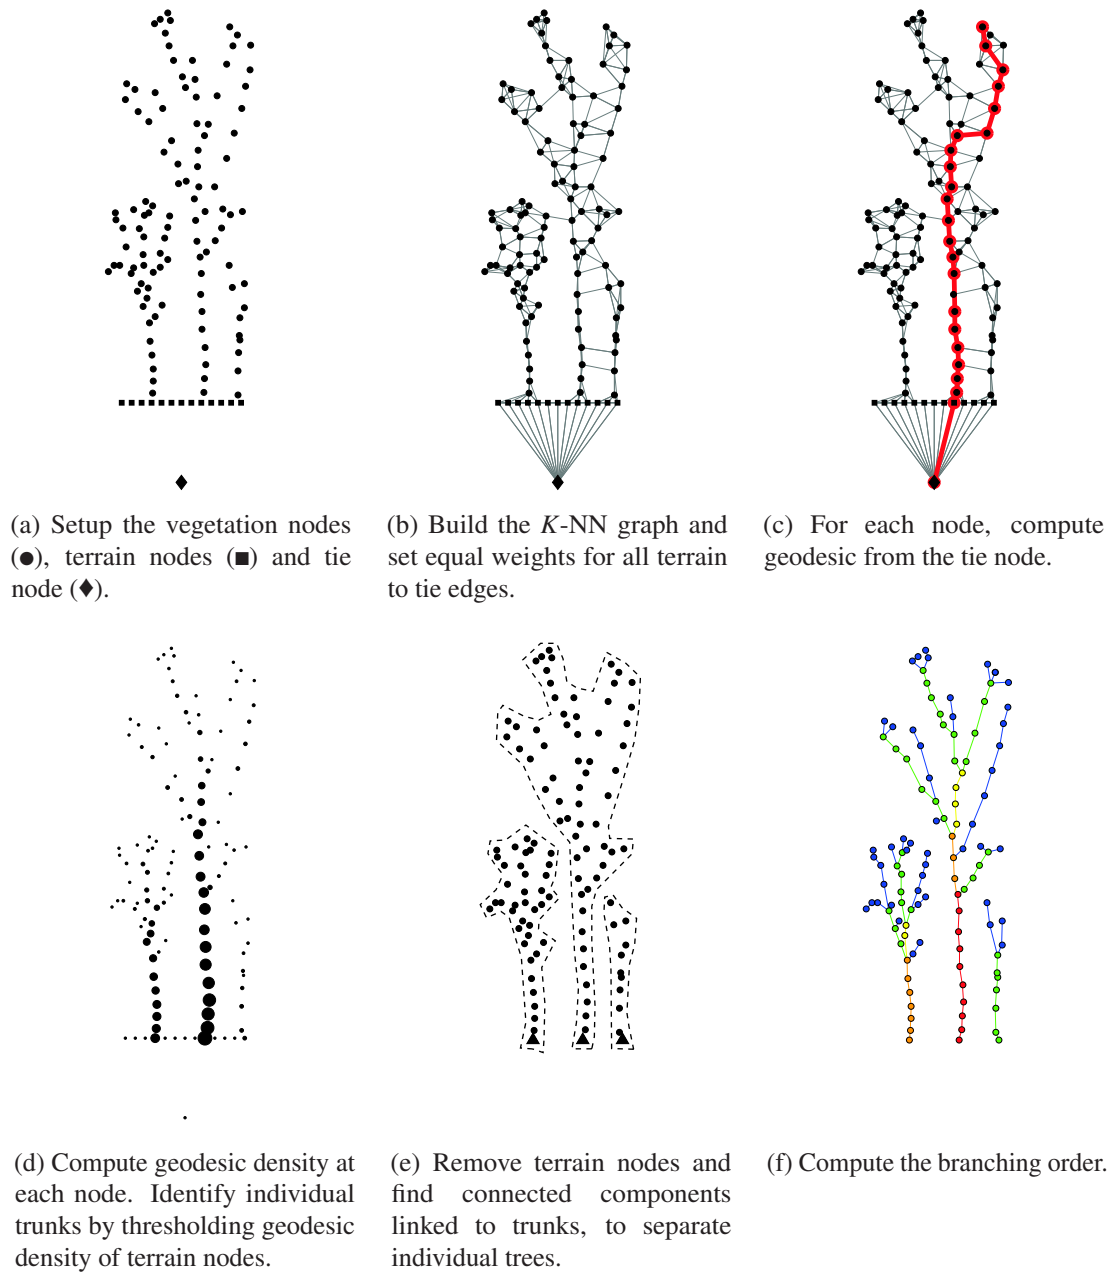 (a) Setup the vegetation nodes
(●), terrain nodes (■) and tie
node (♦).
(b) Build the K-NN graph and
set equal weights for all terrain
to tie edges.
(c) For each node, compute
geodesic from the tie node.
(d) Compute geodesic density at
each node. Identify individual
trunks by thresholding geodesic
density of terrain nodes.
(e) Remove terrain nodes and
find connected components
linked to trunks, to separate
individual trees.
(f) Compute the branching order.